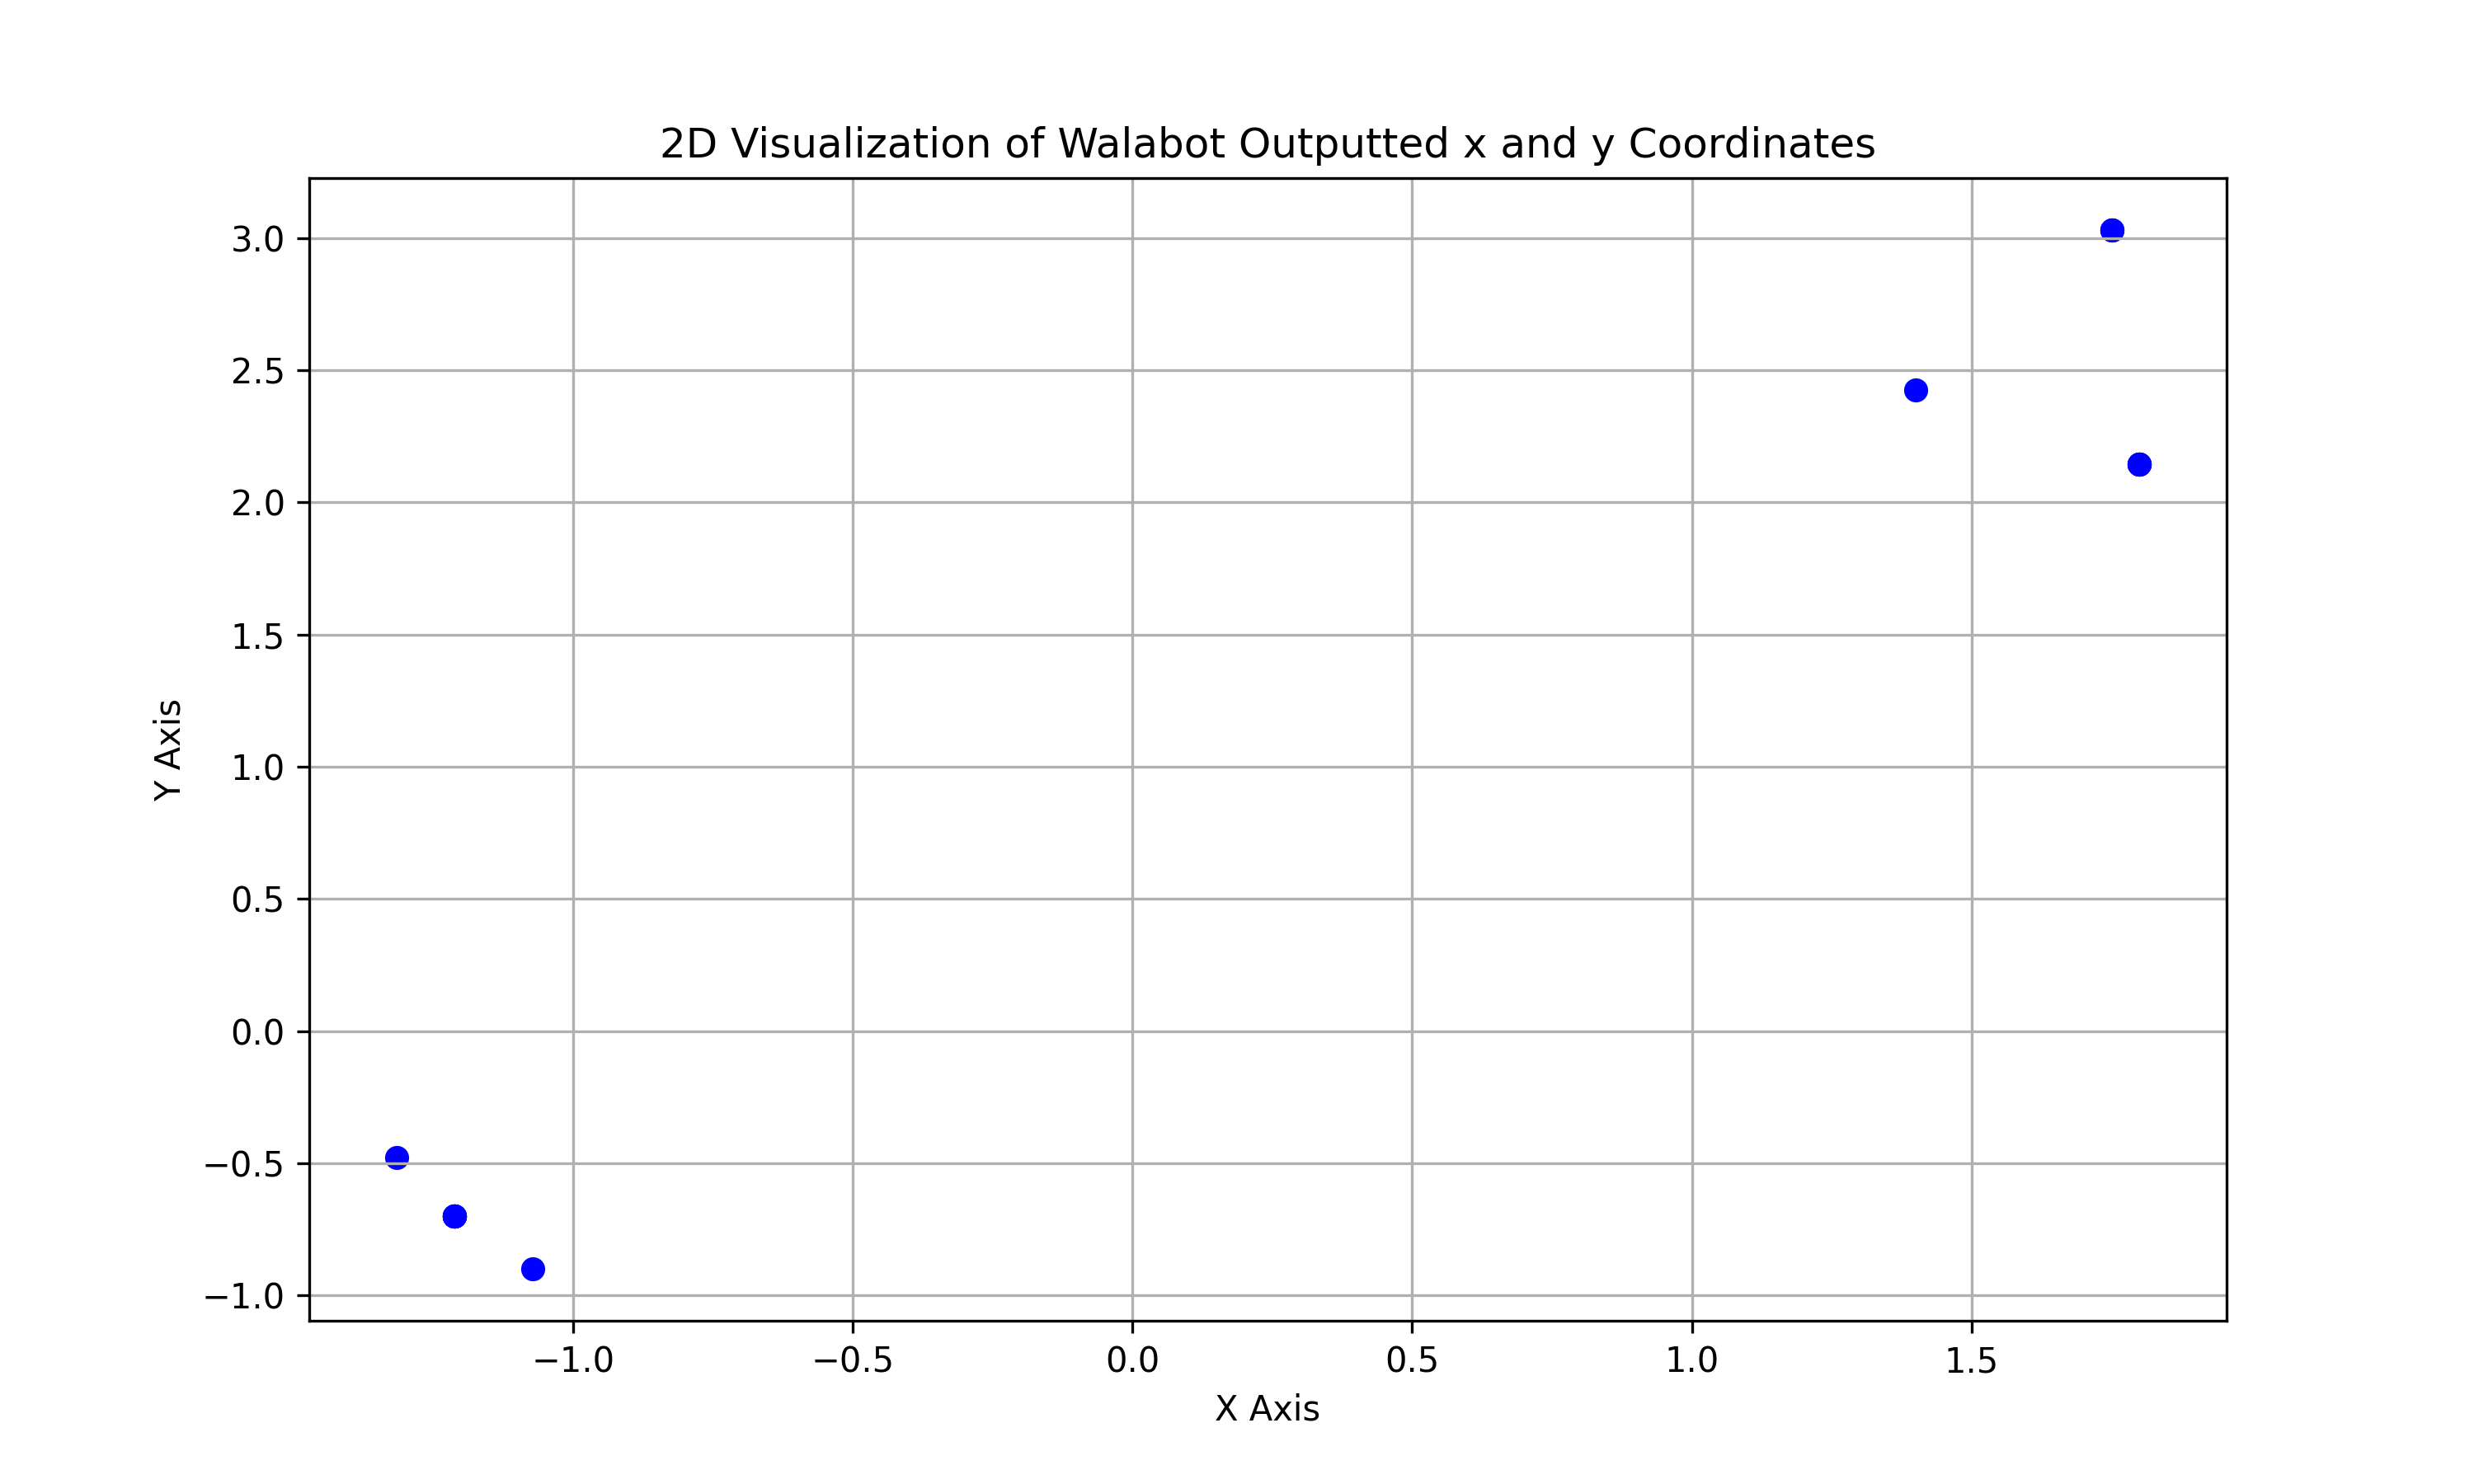 2D Visualization of Walabot Outputted x and y Coordinates
3.0
2.5
2.0
1.5
1.0
0.5
0.0
−0.5
−1.0
Y Axis
−1.0 −0.5 0.0 0.5 1.0 1.5
X Axis